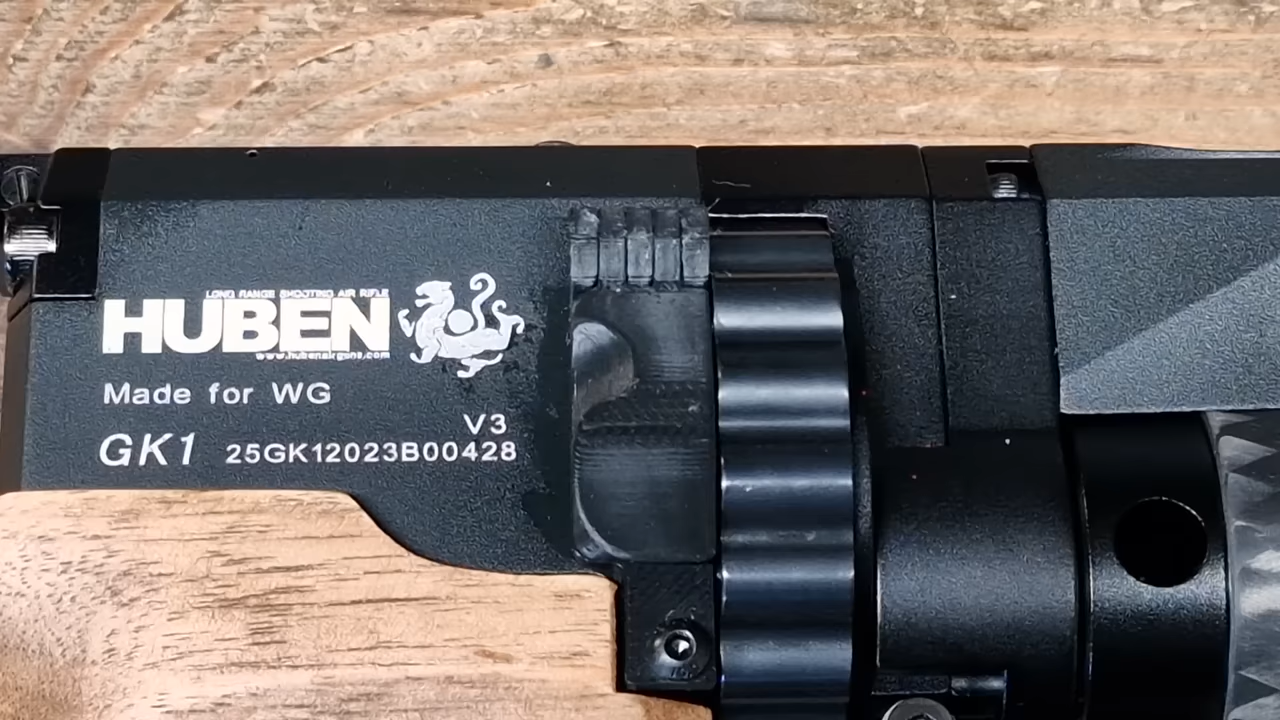 LONG RANGE SHOOTING AIR RIFLE
HUBEN
www.hubenairguns.com
Made for WG
V3
GK1 25GK12023B00428